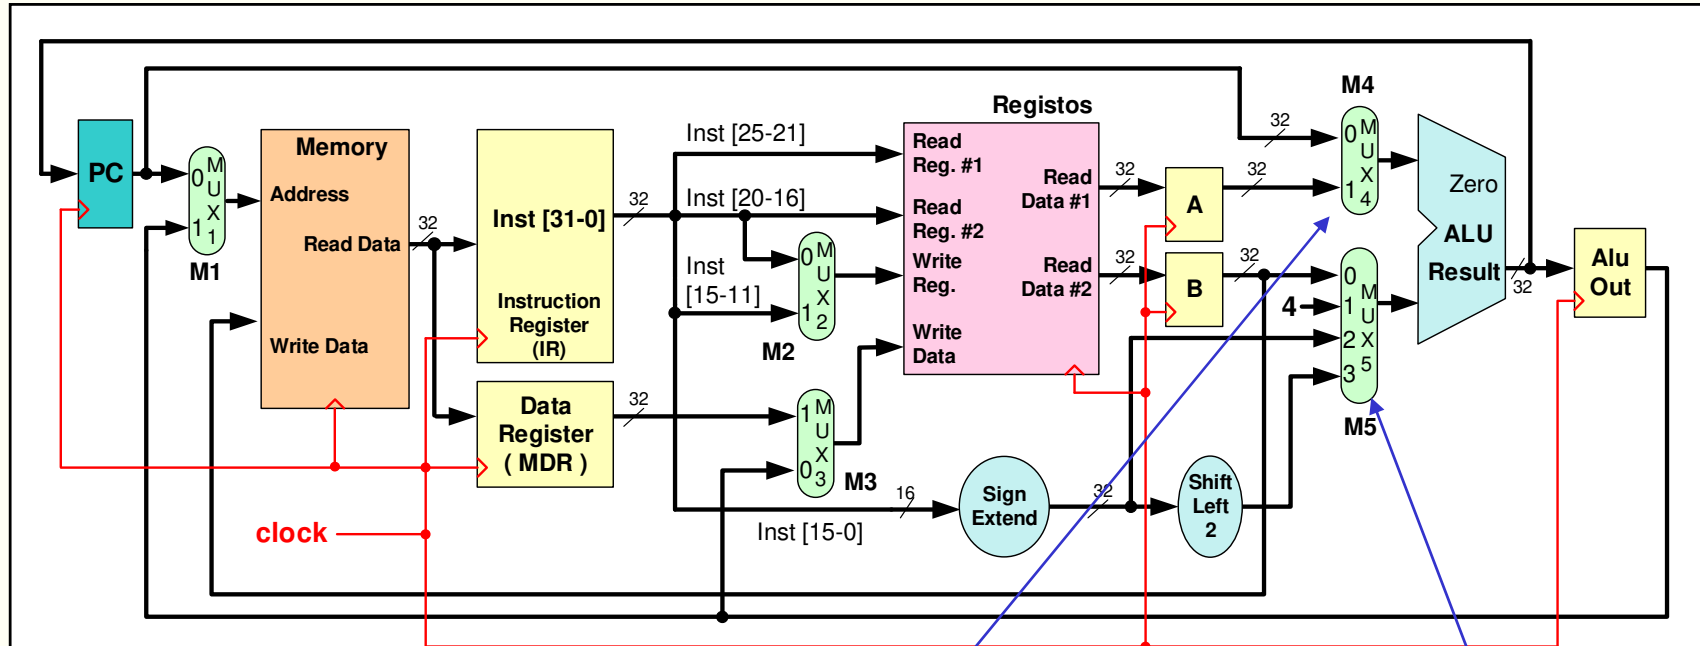 PC
0 M
U
X
1 1
M1
Memory
Address
Read Data
Write Data
32
Inst [31-0]
Instruction
Register
(IR)
32
Data
Register
( MDR )
32
clock
Inst [25-21]
Inst [20-16]
Inst
[15-11]
0 M
U
X
1 2
M2
1 M
U
X
0 3
M3
Inst [15-0]
16
Registos
Read
Reg. #1
Read
Reg. #2
Write
Reg.
Write
Data
Read
Data #1
Read
Data #2
32
32
A
B
32
32
32
Sign
Extend
32
Shift
Left
2
M4
0 M
U
X
1 4
4
0
1 M
U
2 X
3 5
M5
Zero
ALU
Result
32
Alu
Out